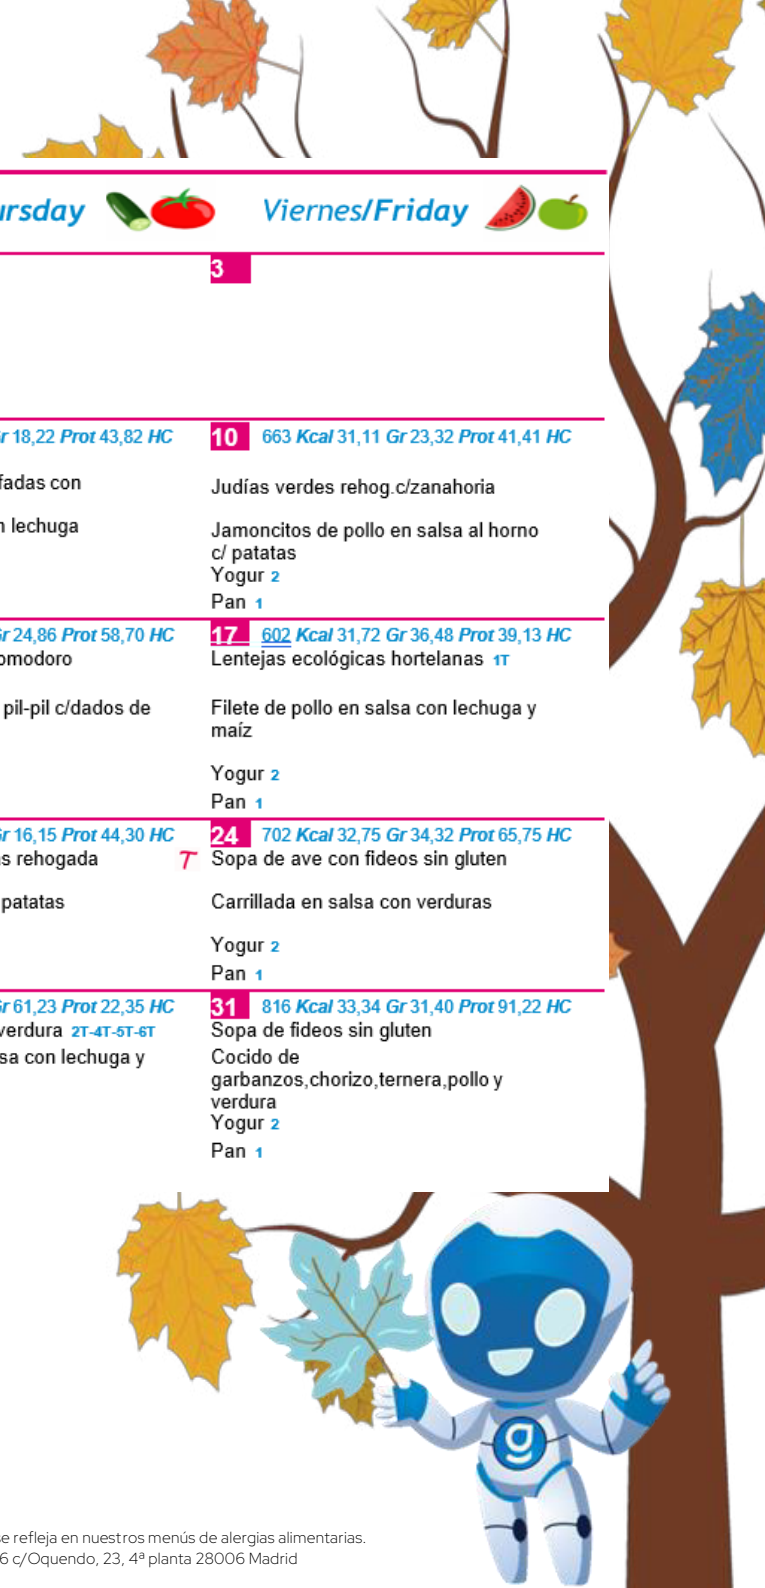 ursday
Viernes/Friday
3
r 18,22 Prot 43,82 HC
10 663 Kcal 31,11 Gr 23,32 Prot 41,41 HC
fadas con
Judías verdes rehog.c/zanahoria
n lechuga
Jamoncitos de pollo en salsa al horno
c/ patatas
Yogur 2
Pan 1
Gr 24,86 Prot 58,70 HC
17 602 Kcal 31,72 Gr 36,48 Prot 39,13 HC
omodoro
Lentejas ecológicas hortelanas 1T
pil-pil c/dados de
Filete de pollo en salsa con lechuga y
maíz
Yogur 2
Pan 1
Gr 16,15 Prot 44,30 HC
24 702 Kcal 32,75 Gr 34,32 Prot 65,75 HC
s rehogada
T Sopa de ave con fideos sin gluten
patatas
Carrillada en salsa con verduras
Yogur 2
Pan 1
Gr 61,23 Prot 22,35 HC
31 816 Kcal 33,34 Gr 31,40 Prot 91,22 HC
verdura 2T-4T-5T-6T
Sopa de fideos sin gluten
sa con lechuga y
Cocido de
garbanzos,chorizo,ternera,pollo y
verdura
Yogur 2
Pan 1
g
se refleja en nuestros menús de alergias alimentarias.
6 c/Oquendo, 23, 4ª planta 28006 Madrid